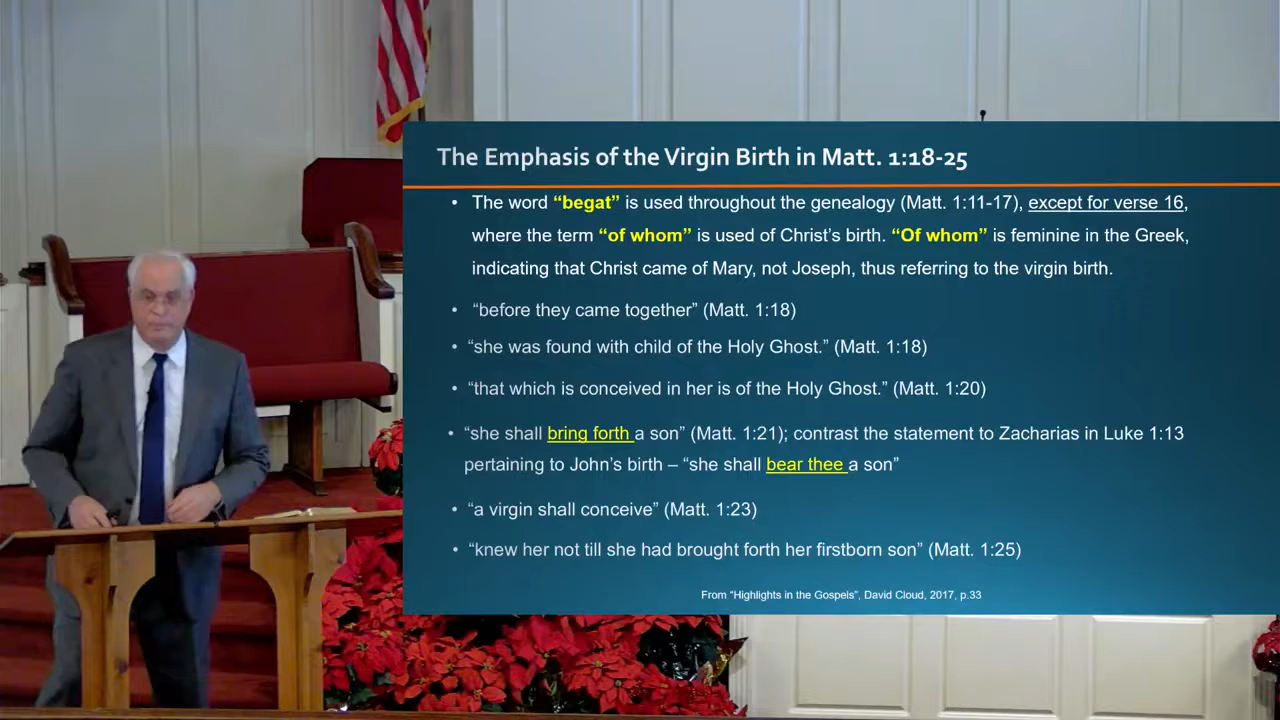 The Emphasis of the Virgin Birth in Matt. 1:18-25
• The word “begat” is used throughout the genealogy (Matt. 1:11-17), except for verse 16,
where the term “of whom” is used of Christ’s birth. “Of whom” is feminine in the Greek,
indicating that Christ came of Mary, not Joseph, thus referring to the virgin birth.
• “before they came together” (Matt. 1:18)
• “she was found with child of the Holy Ghost.” (Matt. 1:18)
• “that which is conceived in her is of the Holy Ghost.” (Matt. 1:20)
• “she shall bring forth a son” (Matt. 1:21); contrast the statement to Zacharias in Luke 1:13
pertaining to John’s birth – “she shall bear thee a son”
• “a virgin shall conceive” (Matt. 1:23)
• “knew her not till she had brought forth her firstborn son” (Matt. 1:25)
From “Highlights in the Gospels”, David Cloud, 2017, p.33